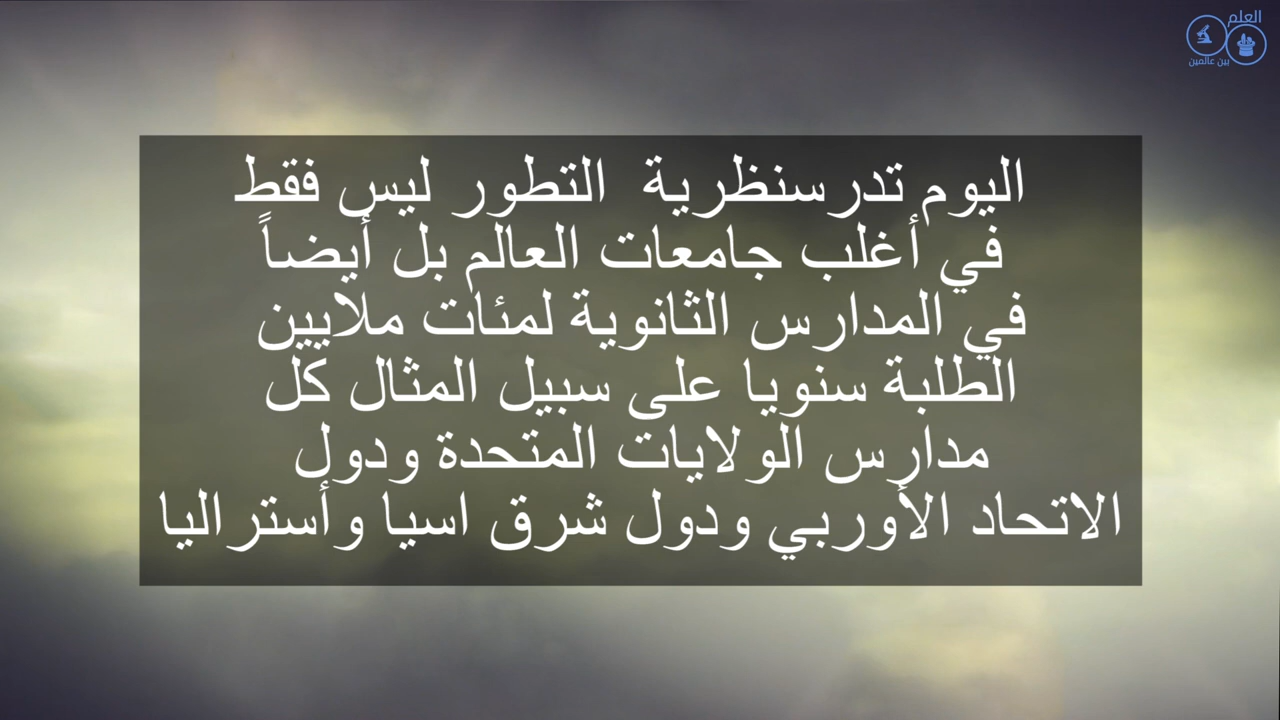 العلم
بين عالمين
اليوم تدرسنظرية التطور ليس فقط
في أغلب جامعات العالم بل أيضاً
في المدارس الثانوية لمئات ملايين
الطلبة سنويا على سبيل المثال كل
مدارس الولايات المتحدة ودول
الاتحاد الأوربي ودول شرق اسيا وأستراليا